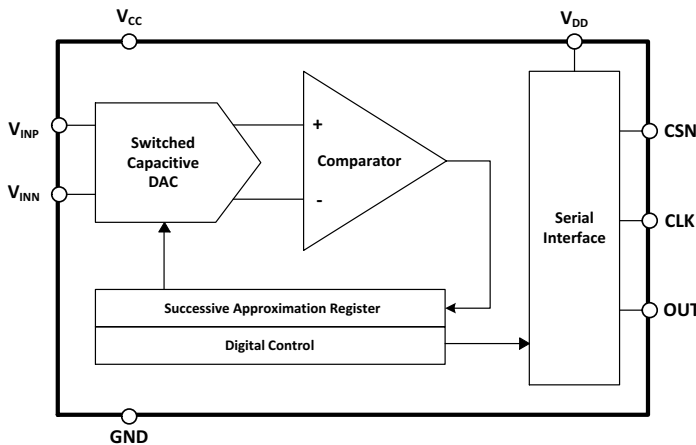 VCC
VDD
VINP
VINN
Switched
Capacitive
DAC
+
Comparator
-
Serial
Interface
CSN
CLK
OUT
Successive Approximation Register
Digital Control
GND